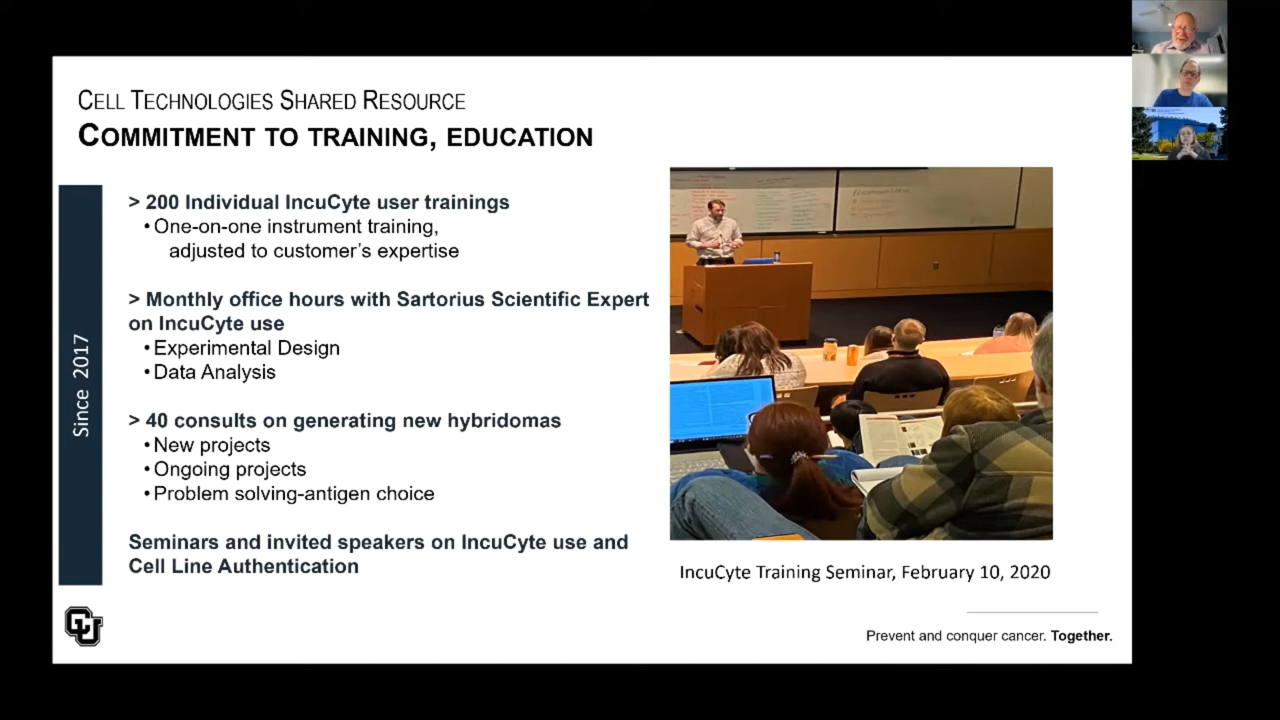 CELL TECHNOLOGIES SHARED RESOURCE
COMMITMENT TO TRAINING, EDUCATION
Since 2017
> 200 Individual IncuCyte user trainings
• One-on-one instrument training,
adjusted to customer's expertise
> Monthly office hours with Sartorius Scientific Expert
on IncuCyte use
• Experimental Design
• Data Analysis
> 40 consults on generating new hybridomas
• New projects
• Ongoing projects
• Problem solving-antigen choice
Seminars and invited speakers on IncuCyte use and
Cell Line Authentication
IncuCyte Training Seminar, February 10, 2020
CU
Prevent and conquer cancer. Together.